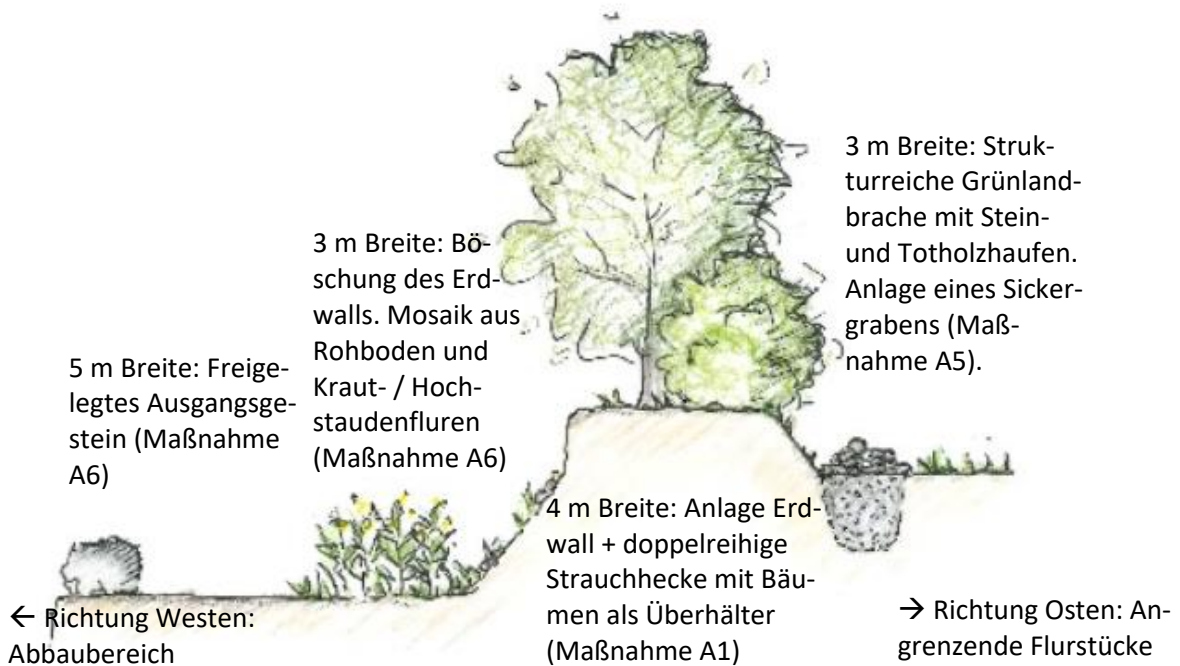 5 m Breite: Freige-
legtes Ausgangsge-
stein (Maßnahme
A6)
3 m Breite: Bö-
schung des Erd-
walls. Mosaik aus
Rohboden und
Kraut- / Hoch-
staudenfluren
(Maßnahme A6)
4 m Breite: Anlage Erd-
wall + doppelreihige
Strauchhecke mit Bäu-
men als Überhälter
(Maßnahme A1)
3 m Breite: Struk-
turreiche Grünland-
brache mit Stein-
und Totholzhaufen.
Anlage eines Sicker-
grabens (Maß-
nahme A5).
← Richtung Westen:
Abbaubereich
→ Richtung Osten: An-
grenzende Flurstücke